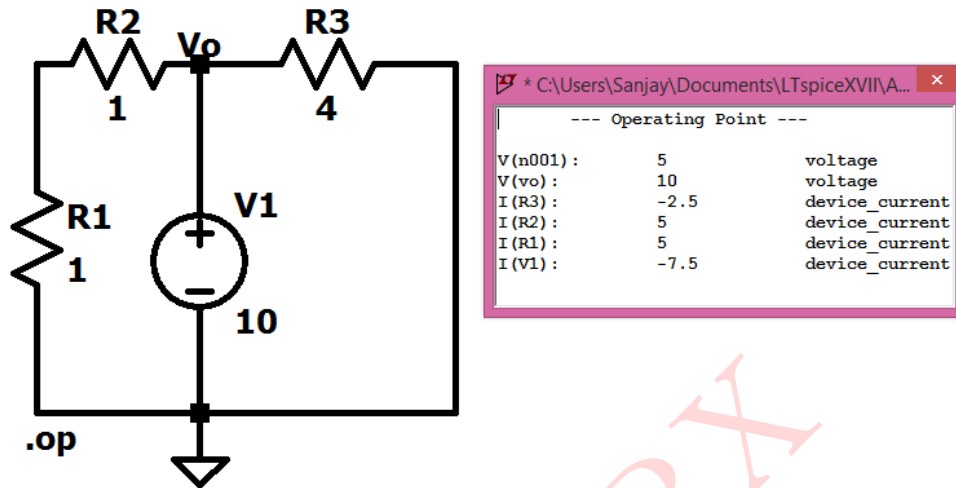 R2
Vo
R3
1
4
R1
1
V1
10
.op
* C:\Users\Sanjay\Documents\LTspiceXVII\A...
--- Operating Point ---
V(n001): 5 voltage
V(vo): 10 voltage
I(R3): -2.5 device_current
I(R2): 5 device_current
I(R1): 5 device_current
I(V1): -7.5 device_current
X